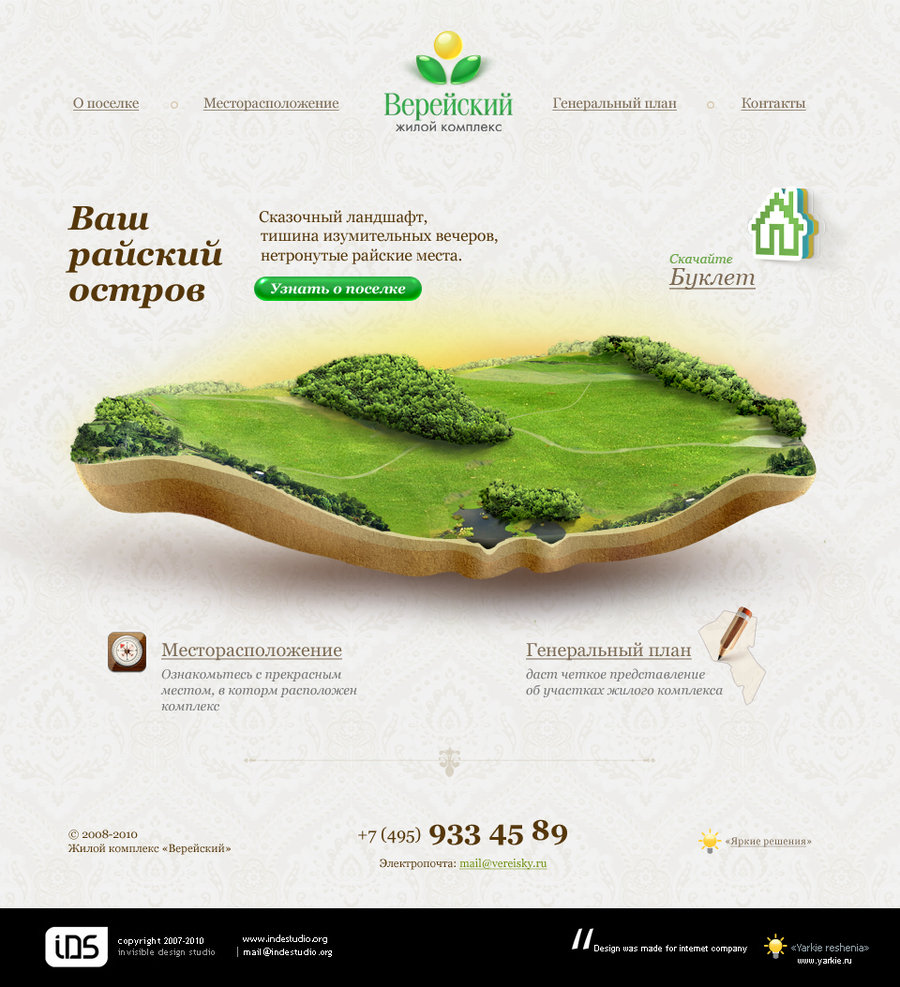 Верейский
жилой комплекс
О поселке
Месторасположение
Генеральный план
Контакты
Ваш
райский
остров
Сказочный ландшафт,
тишина изумительных вечеров,
нетронутые райские места.
Узнать о поселке
Скачайте
Буклет
Месторасположение
Ознакомьтесь с прекрасным
местом, в которм расположен
комплекс
Генеральный план
даст четкое представление
об участках жилого комплекса
© 2008-2010
Жилой комплекс «Верейский»
+7 (495) 933 45 89
Электропочта: mail@vereisky.ru
«Яркие решения»
iDS
copyright 2007-2010
invisible design studio
www.indestudio.org
| mail@indestudio.org
Design was made for internet company
«Yarkie reshenia»
www.yarkie.ru